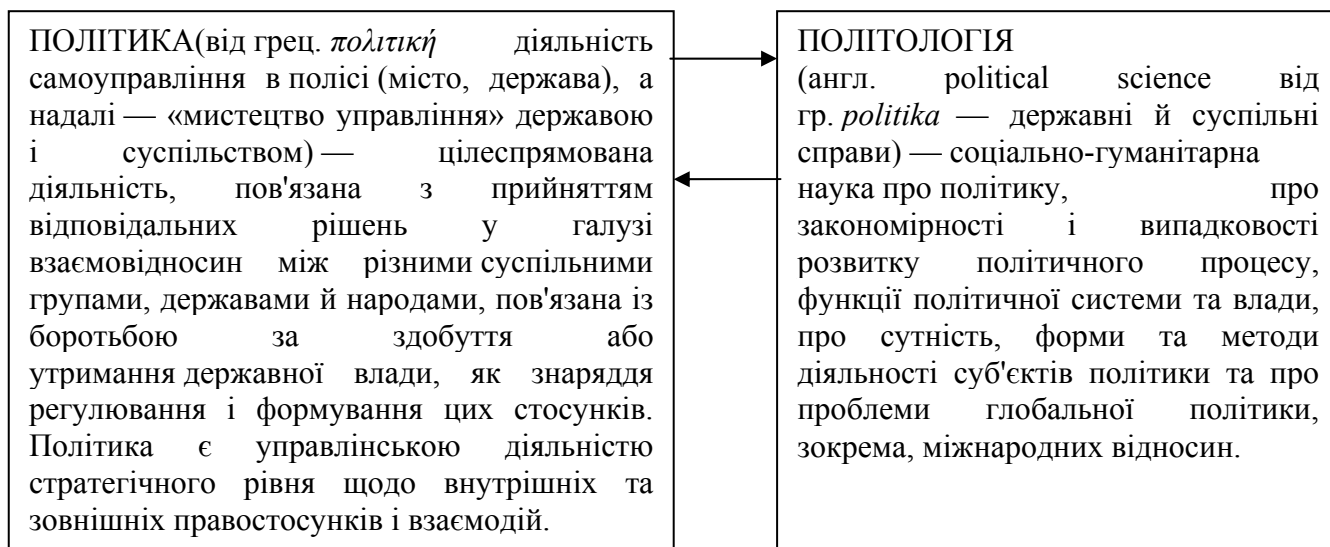 ПОЛІТИКА(від грец. πολιτική діяльність
самоуправління в полісі (місто, держава), а
надалі — «мистецтво управління» державою
і суспільством) — цілеспрямована
діяльність, пов'язана з прийняттям
відповідальних рішень у галузі
взаємовідносин між різними суспільними
групами, державами й народами, пов'язана із
боротьбою за здобуття або
утримання державної влади, як знаряддя
регулювання і формування цих стосунків.
Політика є управлінською діяльністю
стратегічного рівня щодо внутрішніх та
зовнішніх правостосунків і взаємодій.
ПОЛІТОЛОГІЯ
(англ. political science від
гр. politika — державні й суспільні
справи) — соціально-гуманітарна
наука про політику, про
закономірності і випадковості
розвитку політичного процесу,
функції політичної системи та влади,
про сутність, форми та методи
діяльності суб'єктів політики та про
проблеми глобальної політики,
зокрема, міжнародних відносин.